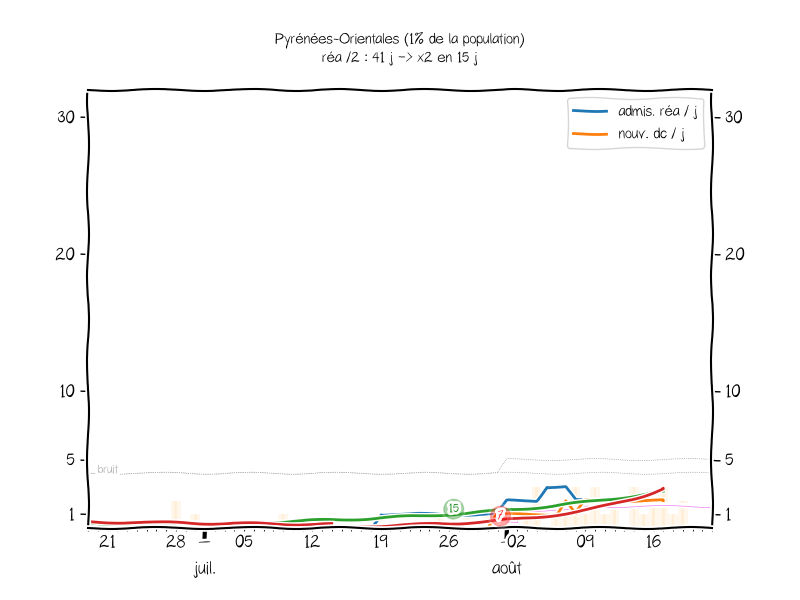 Pyrénées-Orientales (1% de la population)
réa /2 : 41 j -> x2 en 15 j
admis. réa / j
nouv. dc / j
30
30
20
20
10
10
5
5
bruit
15
7
1
1
21 28 05 12 19 26 02 09 16
juil. août